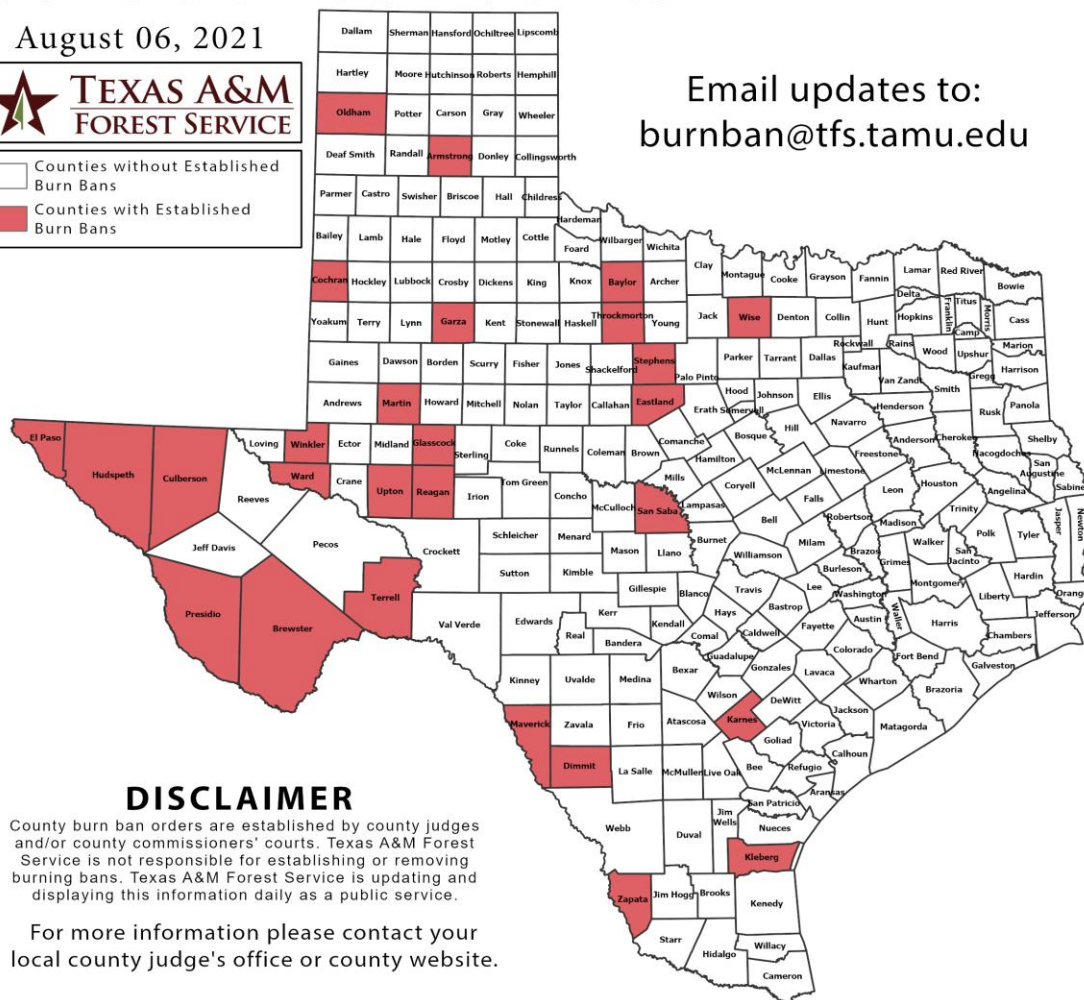 August 06, 2021
TEXAS A&M
FOREST SERVICE
Counties without Established
Burn Bans
Counties with Established
Burn Bans
Email updates to:
burnban@tfs.tamu.edu
Dallam Sherman Hansford Ochiltree Lipscomb
Hartley Moore Hutchinson Roberts Hemphill
Oldham Potter Carson Gray Wheeler
Deaf Smith Randall Armstrong Donley Collingsworth
Parmer Castro Swisher Briscoe Hall Childress
Hardeman
Bailey Lamb Hale Floyd Motley Cottle Foard Wilbarger Wichita
Clay Montague Cooke Grayson Fannin Lamar Red River Bowie
Cochran Hockley Lubbock Crosby Dickens King Knox Baylor Archer
Delta Titus Franklin Morris Cass
Yoakum Terry Lynn Garza Kent Stonewall Haskell Throckmorton Young Jack Wise Denton Collin Hunt Hopkins Camp
Rockwall Rains Wood Upshur Marion
Gaines Dawson Borden Scurry Fisher Jones Shackelford Stephens Palo Pinto Parker Tarrant Dallas Kaufman Van Zandt Gregg Harrison
Andrews Martin Howard Mitchell Nolan Taylor Callahan Eastland Erath Hood Somervell Johnson Ellis Henderson Smith Rusk Panola
El Paso Hudspeth Culberson Loving Winkler Ector Midland Glasscock Sterling Coke Runnels Coleman Brown Comanche Bosque Hill Navarro Anderson Cherokee Nacogdoches Shelby
Reeves Ward Crane Upton Reagan Irion Tom Green Concho McCulloch San Saba Mills Hamilton McLennan Limestone Freestone Houston Angelina San Augustine Sabine
Lampasas Coryell Falls Leon Trinity
Jeff Davis Pecos Crockett Schleicher Menard Mason Llano Burnet Bell Robertson Madison Walker Polk Tyler Jasper Newton
Sutton Kimble Williamson Milam Brazos Grimes San Jacinto
Presidio Brewster Terrell Val Verde Edwards Gillespie Blanco Travis Lee Burleson Washington Montgomery Liberty Hardin Orange
Kerr Kendall Hays Bastrop Austin Waller Harris Jefferson
Real Bandera Comal Caldwell Fayette Chambers
Kinney Uvalde Medina Bexar Guadalupe Gonzales Colorado Fort Bend Galveston
Wilson Lavaca Wharton Brazoria
Maverick Zavala Frio Atascosa Karnes DeWitt Jackson Matagorda
Victoria
Dimmit La Salle McMullen Live Oak Bee Goliad Calhoun
Refugio
Aransas
Webb Duval Jim Wells San Patricio
Nueces
Kleberg
Zapata Jim Hogg Brooks Kenedy
Starr Hidalgo Willacy
Cameron
DISCLAIMER
County burn ban orders are established by county judges
and/or county commissioners' courts. Texas A&M Forest
Service is not responsible for establishing or removing
burning bans. Texas A&M Forest Service is updating and
displaying this information daily as a public service.
For more information please contact your
local county judge's office or county website.